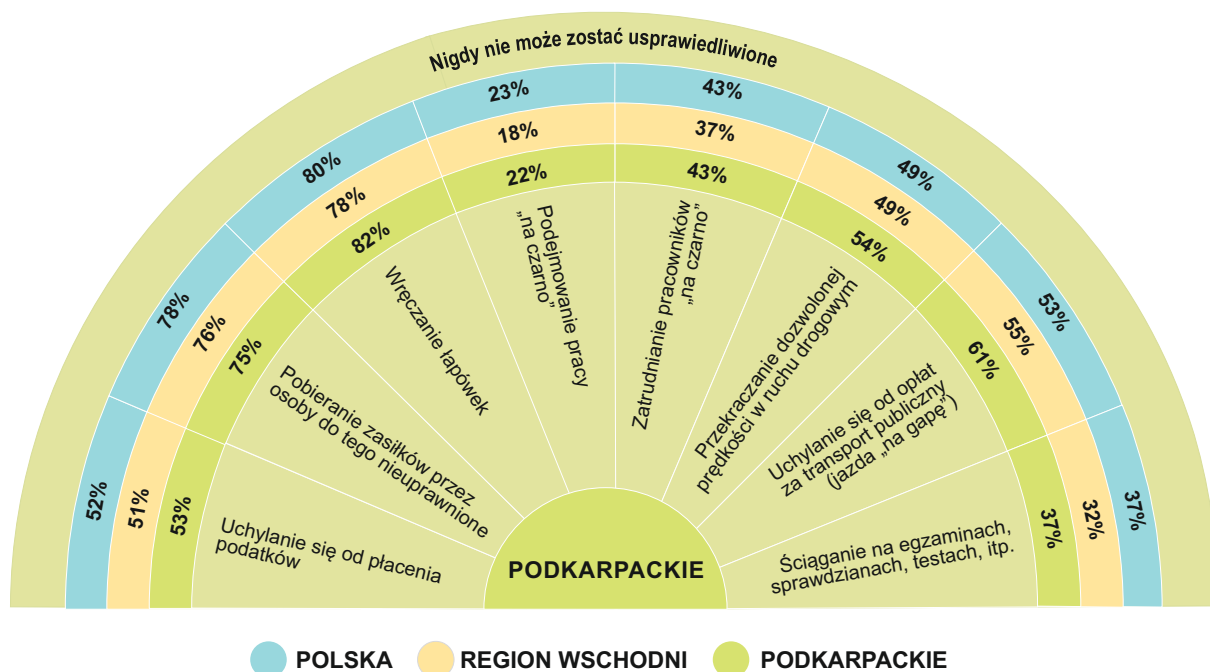 Nigdy nie może zostać usprawiedliwione
52%
78%
80%
23%
43%
49%
53%
37%
51%
76%
78%
18%
37%
49%
55%
32%
53%
75%
82%
22%
43%
54%
61%
37%
Uchylanie się od płacenia
podatków
Pobieranie zasiłków przez
osoby do tego nieuprawnione
Wręczanie łapówek
Podejmowanie pracy
„na czarno”
Zatrudnianie pracowników
„na czarno”
Przekraczanie dozwolonej
prędkości w ruchu drogowym
Uchylanie się od opłat
za transport publiczny
(jazda „na gapę”)
Ściąganie na egzaminach,
sprawdzianach, testach, itp.
PODKARPACKIE
POLSKA
REGION WSCHODNI
PODKARPACKIE